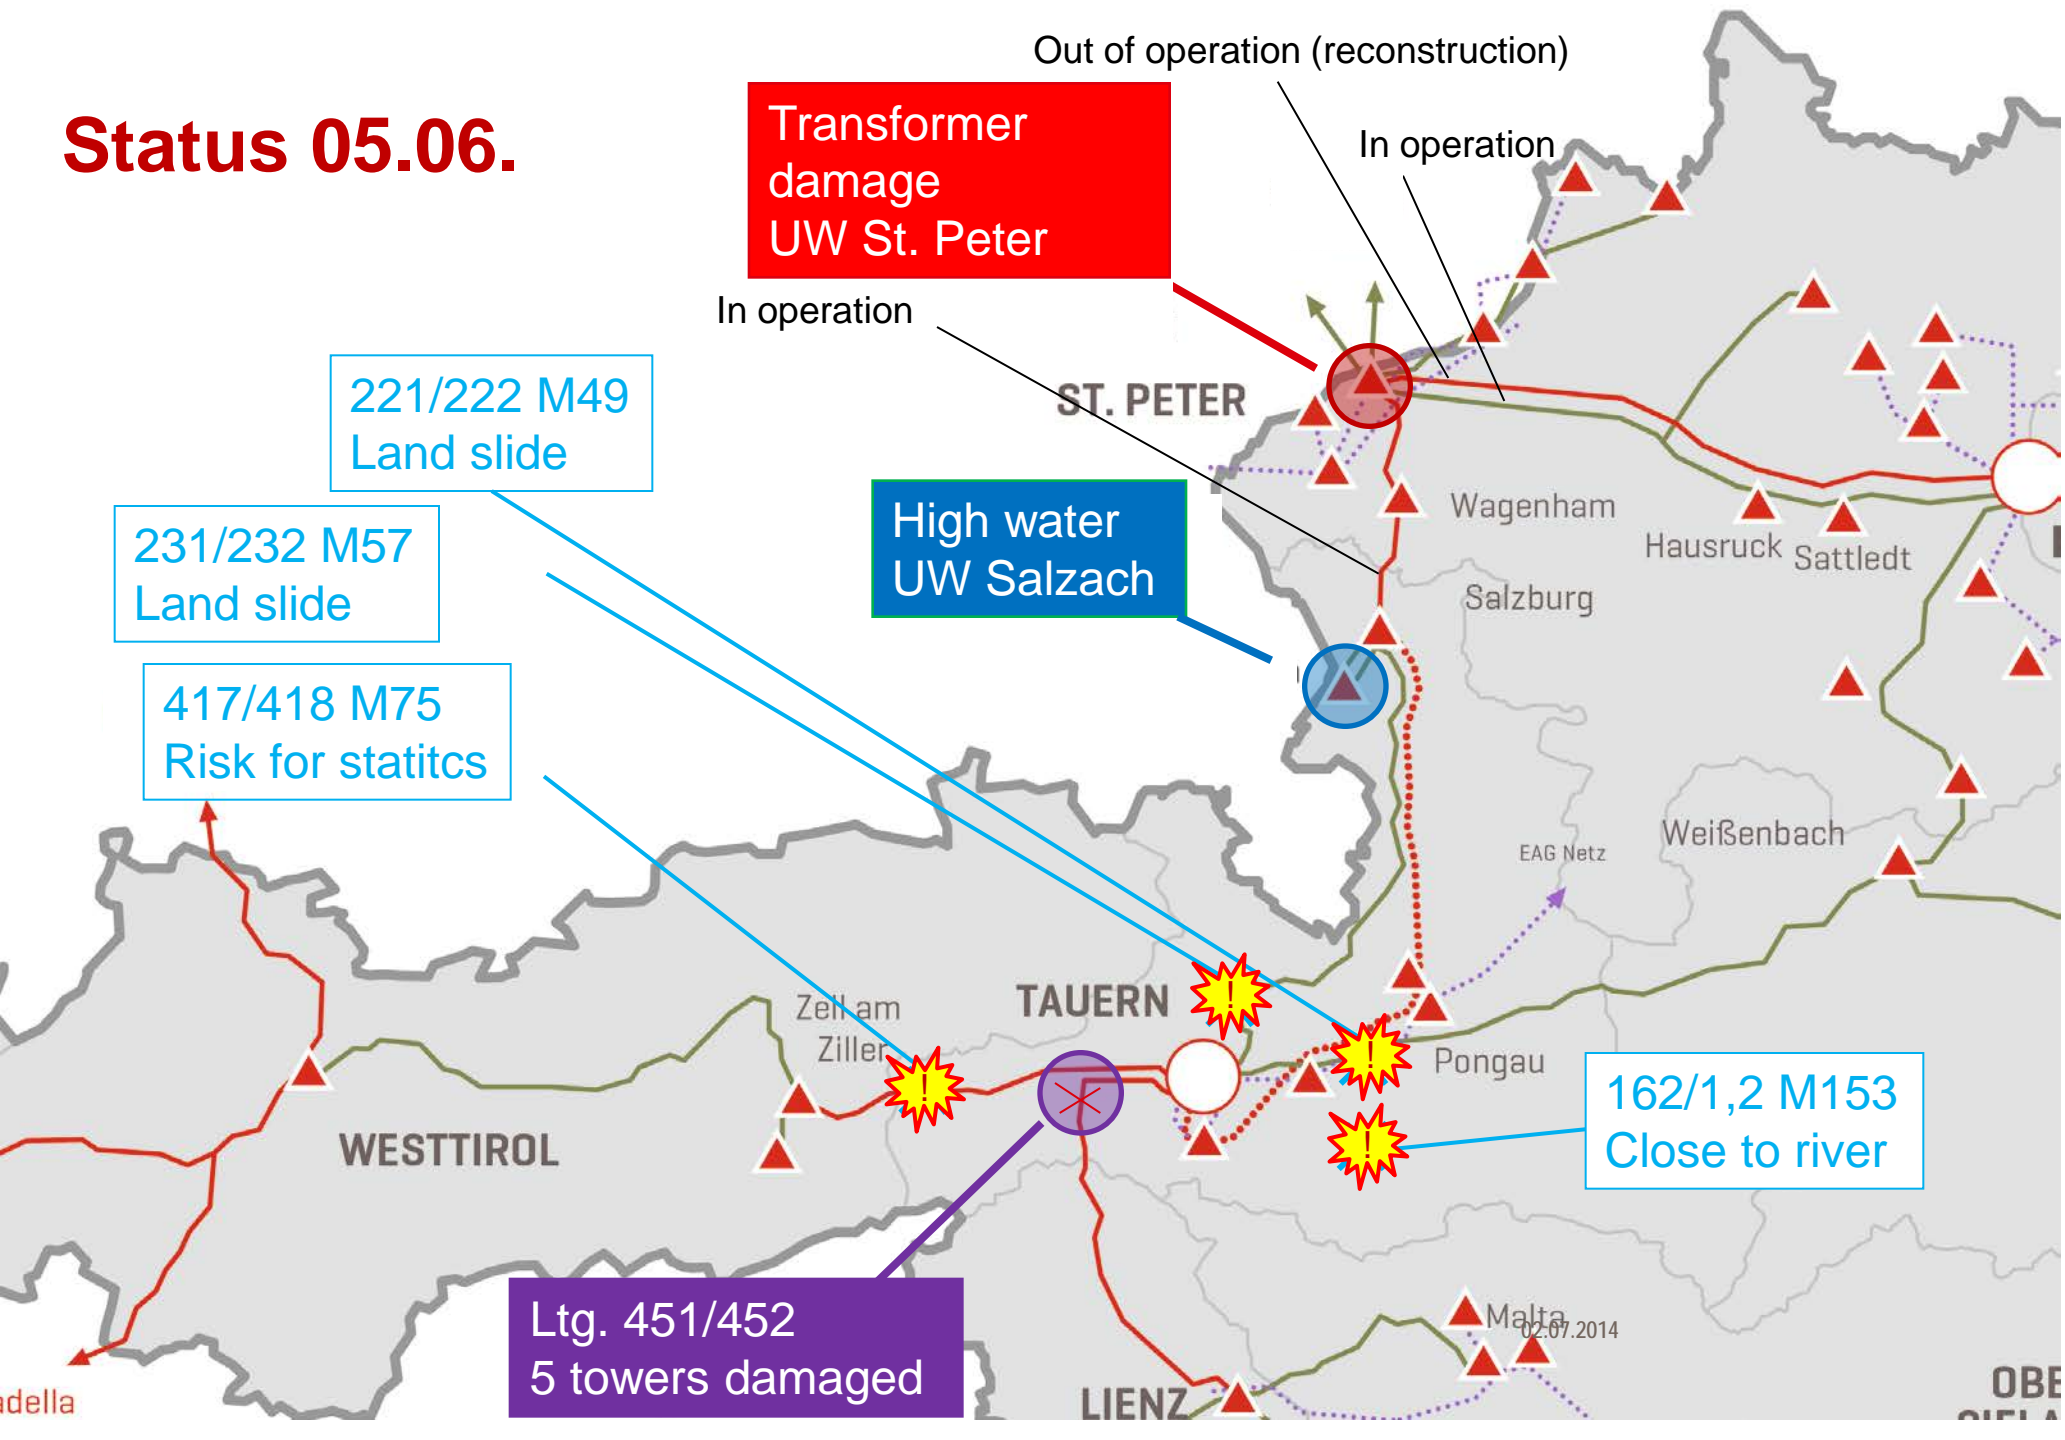 Out of operation (reconstruction)
Status 05.06.
Transformer
damage
UW St. Peter
In operation
In operation
221/222 M49
Land slide
ST. PETER
231/232 M57
Land slide
High water
UW Salzach
Wagenham
Hausruck
Sattledt
Salzburg
417/418 M75
Risk for statitcs
Weißenbach
EAG Netz
Zell am
Ziller
TAUERN
Pongau
162/1,2 M153
Close to river
WESTTIROL
Ltg. 451/452
5 towers damaged
Malta
02.07.2014
LIENZ
adella
OBE